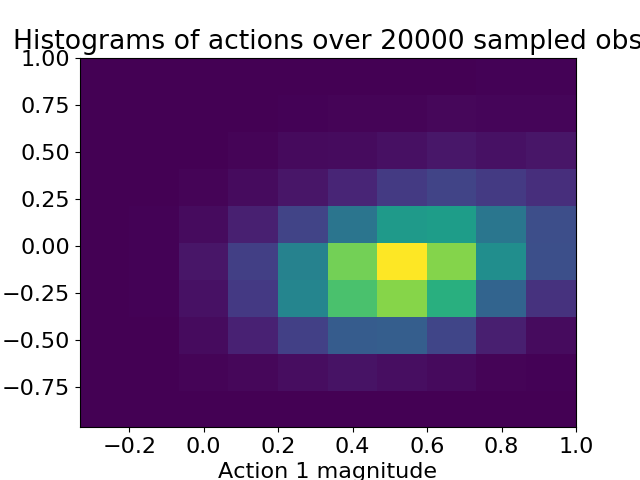 Histograms of actions over 20000 sampled obs
1.00
0.75
0.50
0.25
0.00
−0.25
−0.50
−0.75
−0.2 0.0 0.2 0.4 0.6 0.8 1.0
Action 1 magnitude